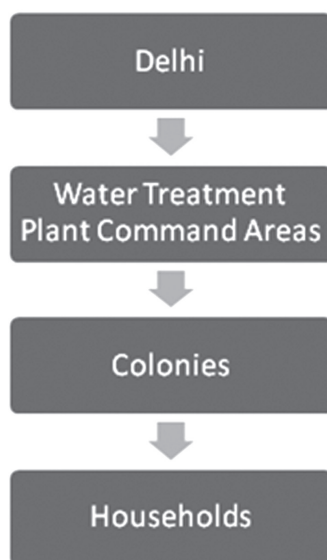 Delhi
Water Treatment
Plant Command Areas
Colonies
Households